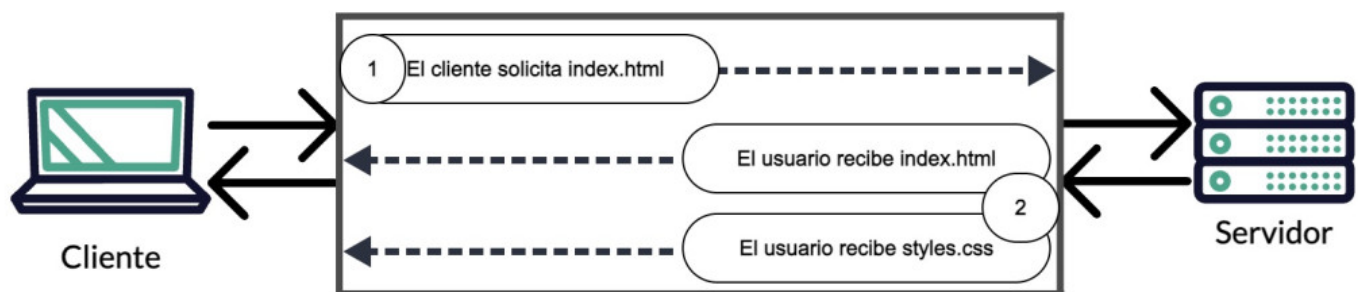 1
El cliente solicita index.html
El usuario recibe index.html
2
El usuario recibe styles.css
Cliente
Servidor